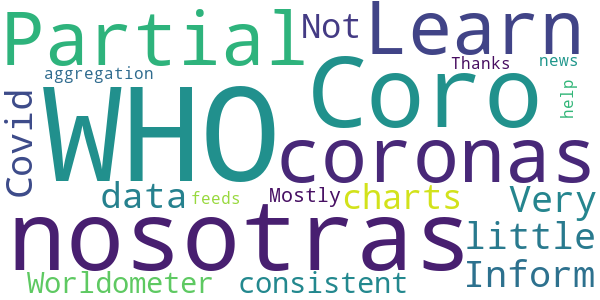 Partial
Not
Learn
aggregation
Thanks
news
Covid
WHO
Coro
help
coronas
data
feeds
Mostly
charts
Very
nosotras
little
Worldometer
consistent
Inform